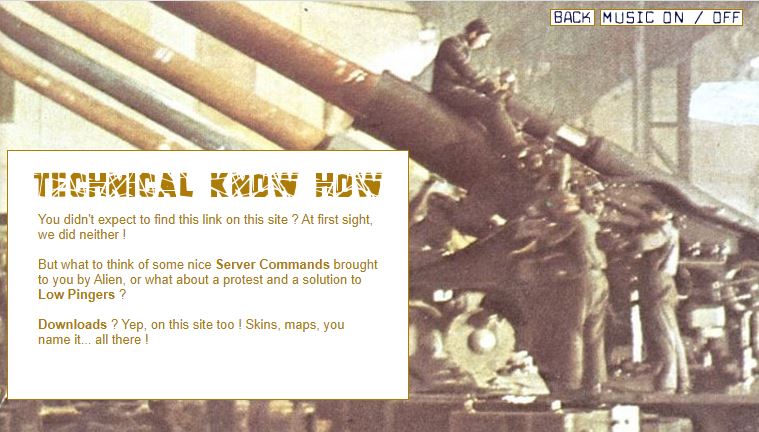 BACK MUSIC ON / OFF
TECHNICAL KNOW HOW
You didn't expect to find this link on this site ? At first sight,
we did neither !
But what to think of some nice Server Commands brought
to you by Alien, or what about a protest and a solution to
Low Pingers ?
Downloads ? Yep, on this site too ! Skins, maps, you
name it... all there !